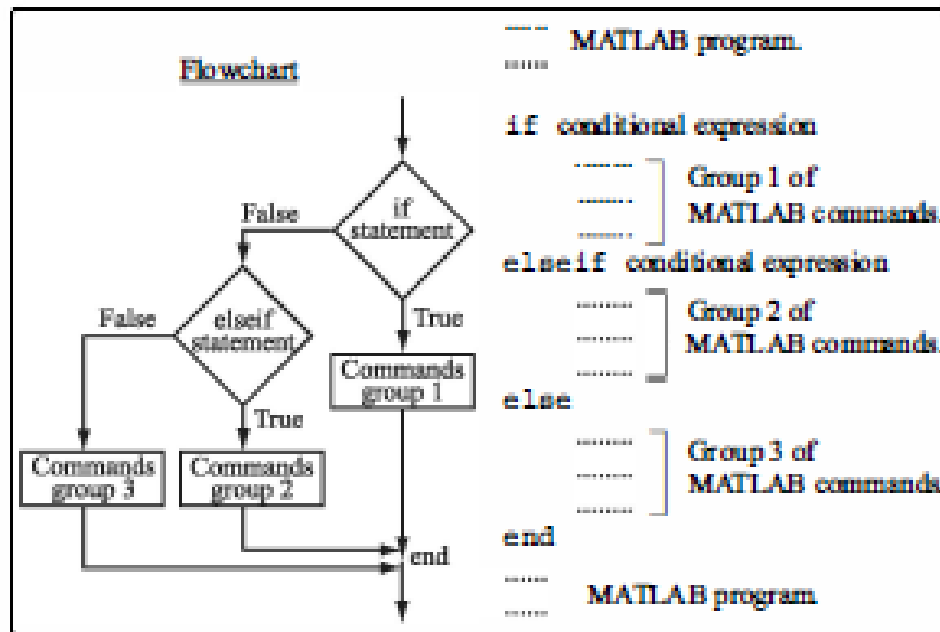 Flowchart
if
statement
False
True
elseif
statement
False
True
Commands
group 1
Commands
group 3
Commands
group 2
end
MATLAB program.
if conditional expression
Group 1 of
MATLAB commands.
elseif conditional expression
Group 2 of
MATLAB commands.
else
Group 3 of
MATLAB commands.
end
MATLAB program.